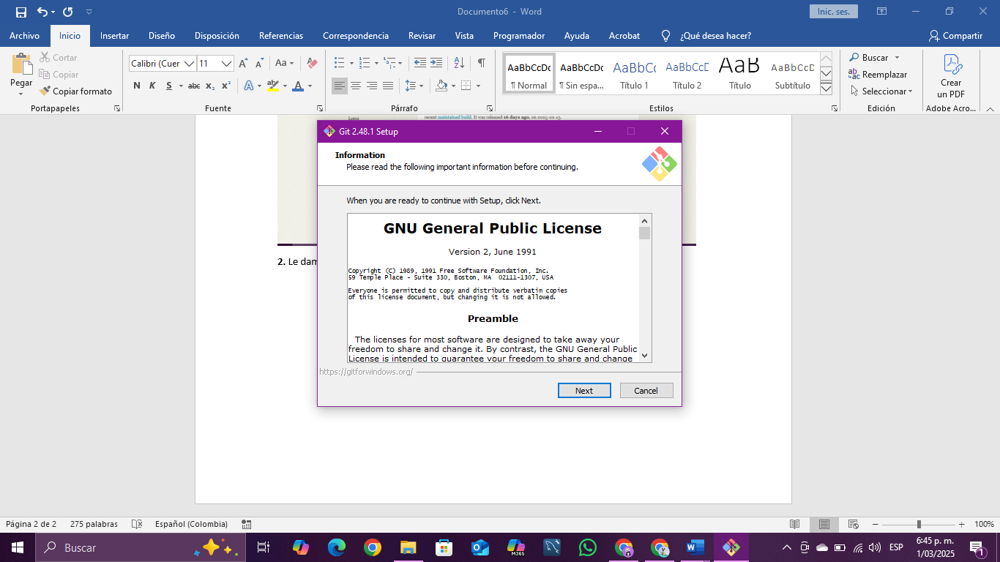 Documento6 - Word
Inic. ses.
Archivo Inicio Insertar Diseño Disposición Referencias Correspondencia Revisar Vista Programador Ayuda Acrobat ¿Qué desea hacer? Compartir
Pegar
Cortar
Copiar
Copiar formato
Portapapeles
Calibri (Cuer 11
Aa
N K S abc x₂ x²
Fuente
Párrafo
AaBbCcDc AaBbCcDc AaBbCc AaBbCcD AaB AaBbCcD
¶ Normal ¶ Sin espa... Título 1 Título 2 Título Subtítulo
Estilos
Buscar
Reemplazar
Seleccionar
Edición
Crear
un PDF
Adobe Acro...
Logos
recent maintained build. It was released 16 days ago, on 2025-02-13.
Git 2.48.1 Setup
Information
Please read the following important information before continuing.
When you are ready to continue with Setup, click Next.
GNU General Public License
Version 2, June 1991
Copyright (C) 1989, 1991 Free Software Foundation, Inc.
59 Temple Place - Suite 330, Boston, MA 02111-1307, USA
Everyone is permitted to copy and distribute verbatim copies
of this license document, but changing it is not allowed.
Preamble
The licenses for most software are designed to take away your
freedom to share and change it. By contrast, the GNU General Public
License is intended to guarantee your freedom to share and change
https://gitforwindows.org/
Next Cancel
2. Le dam
Página 2 de 2 275 palabras Español (Colombia) 100%
Buscar
M365
ESP
6:45 p. m.
1/03/2025
1